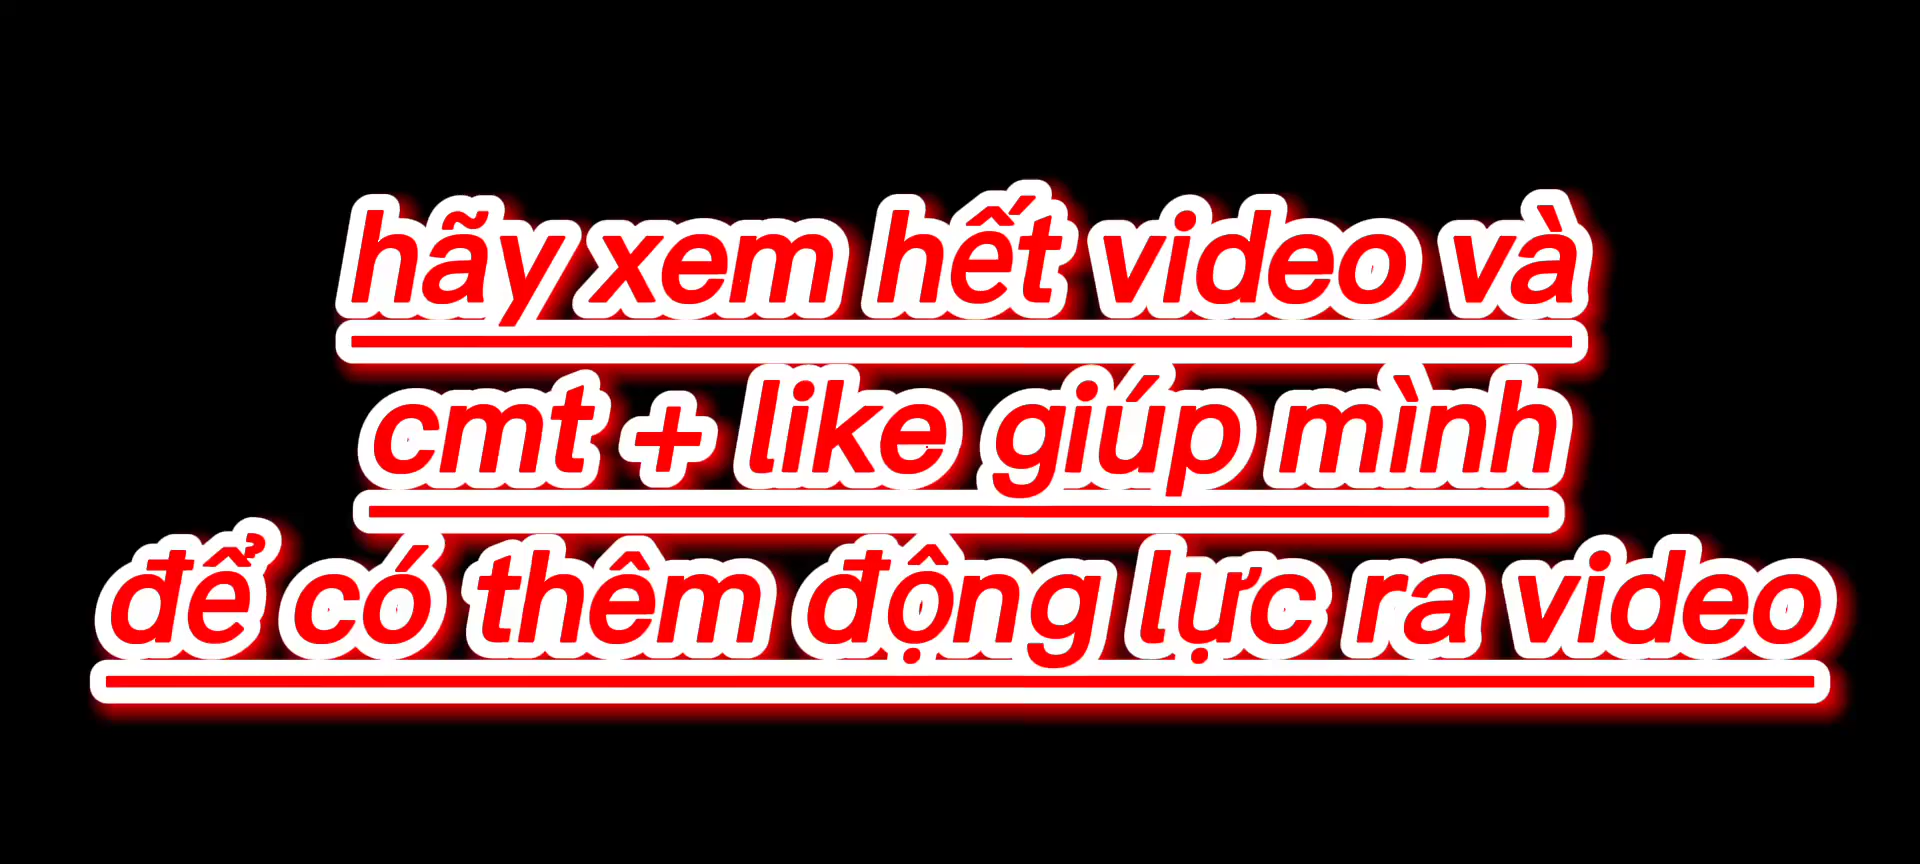 hãy xem hết video và
cmt + like giúp mình
để có thêm động lực ra video